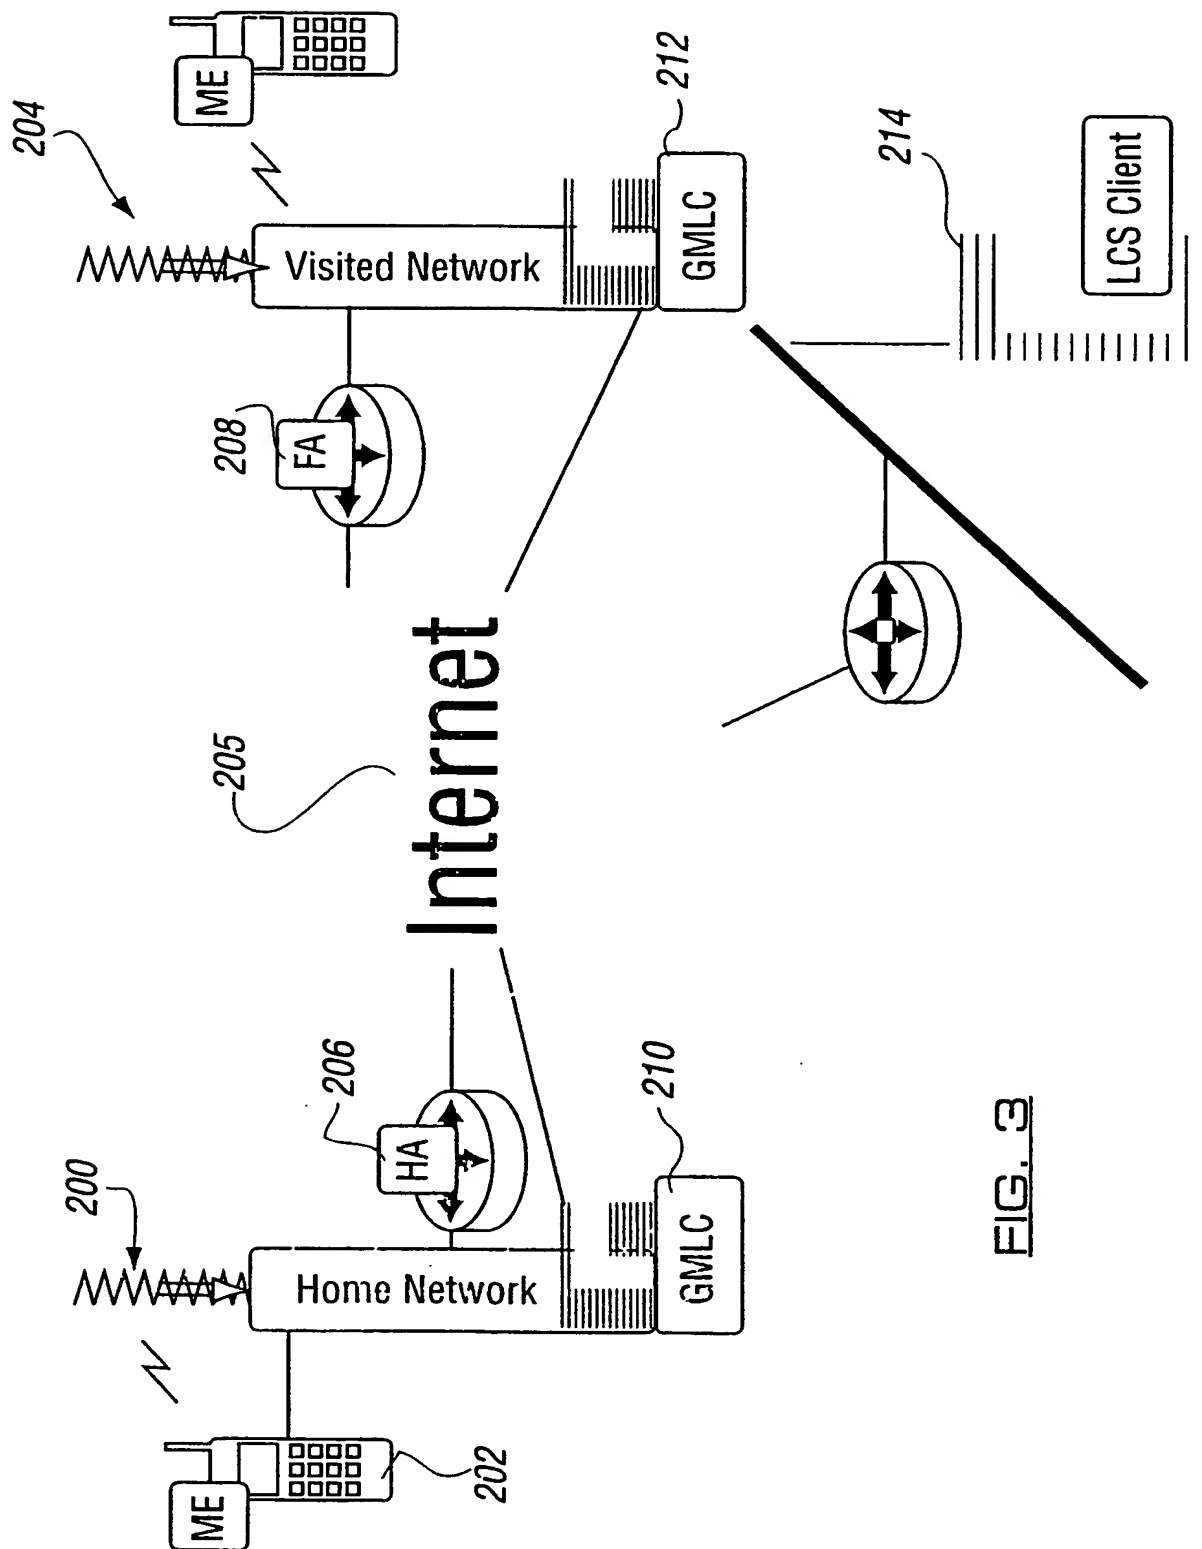 200
204
ME
Home Network
Visited Network
ME
202
HA
206
205
208
FA
Internet
GMLC
210
GMLC
212
214
LCS Client
FIG. 3